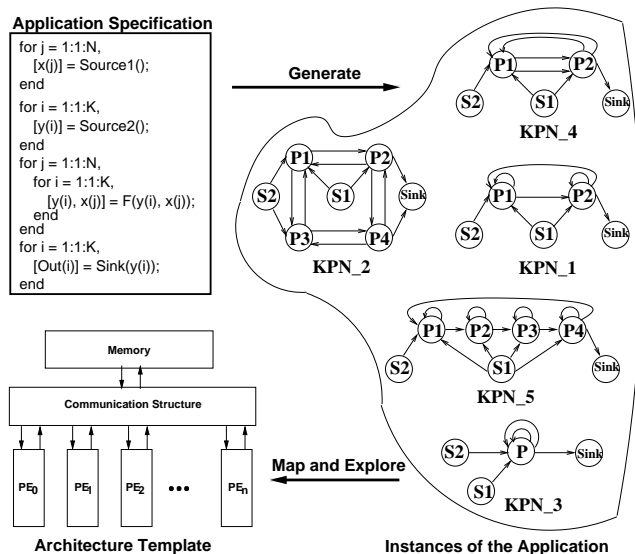 Application Specification
for j = 1:1:N,
[x(j)] = Source1();
end
for i = 1:1:K,
[y(i)] = Source2();
end
for j = 1:1:N,
for i = 1:1:K,
[y(i), x(j)] = F(y(i), x(j));
end
end
for i = 1:1:K,
[Out(i)] = Sink(y(i));
end
Generate
P1
P2
S2
S1
Sink
KPN_4
P1
P2
S2
S1
Sink
P3
P4
KPN_2
P1
P2
S2
S1
Sink
KPN_1
P1
P2
P3
P4
S2
S1
Sink
KPN_5
S2
P
Sink
S1
KPN_3
Memory
Communication Structure
PE0
PE1
PE2
•••
PEn
Map and Explore
Architecture Template
Instances of the Application